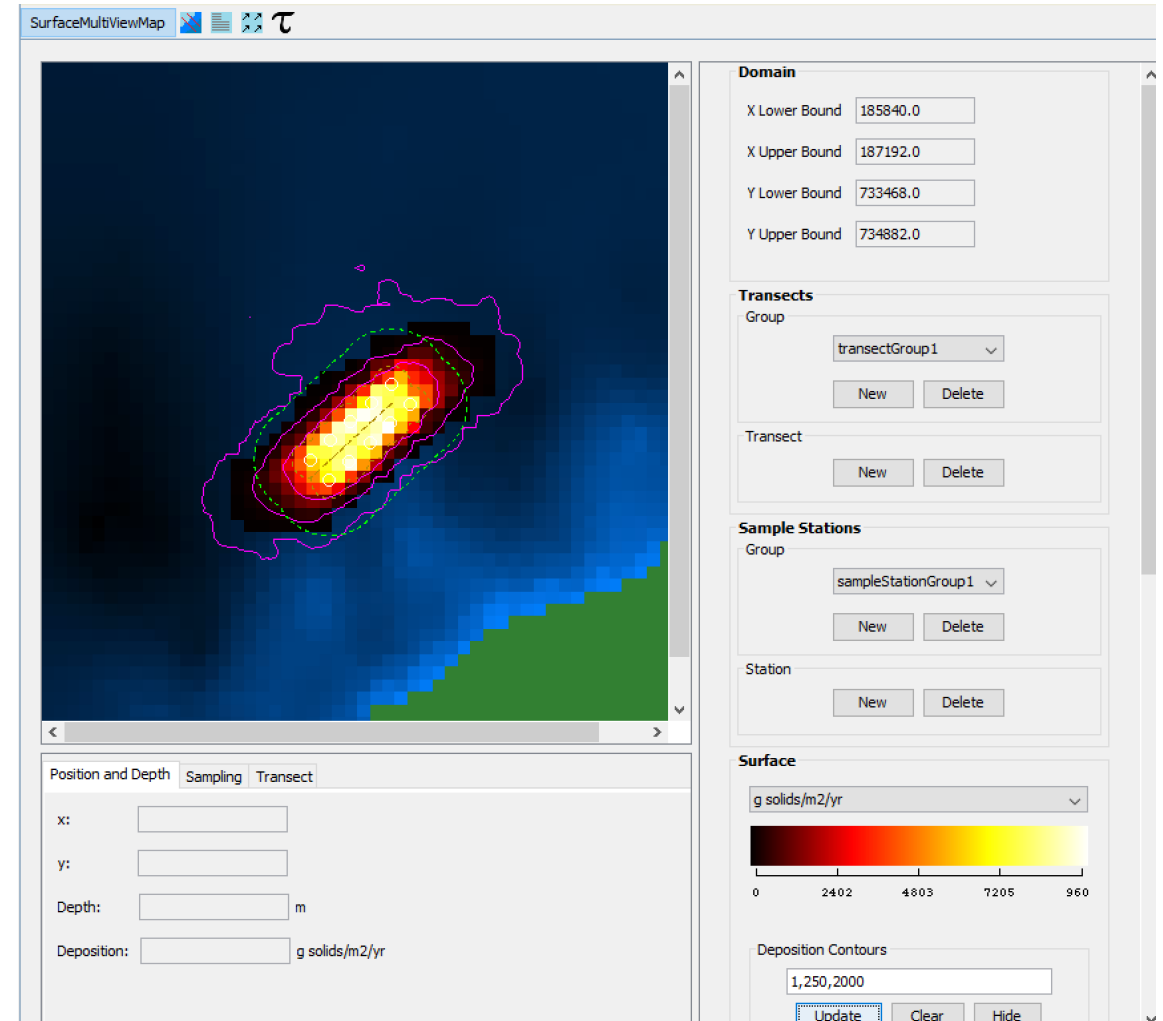 SurfaceMultiViewMap τ
Domain
X Lower Bound 185840.0
X Upper Bound 187192.0
Y Lower Bound 733468.0
Y Upper Bound 734882.0
Transects
Group
transectGroup1
New Delete
Transect
New Delete
Sample Stations
Group
sampleStationGroup1
New Delete
Station
New Delete
Surface
g solids/m2/yr
0 2402 4803 7205 960
Deposition Contours
1,250,2000
Update Clear Hide
Position and Depth Sampling Transect
x:
y:
Depth: m
Deposition: g solids/m2/yr